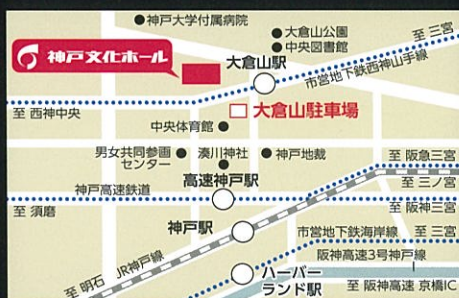 神戸大学付属病院
大倉山公園
中央図書館
至 三宮
神戸文化ホール
大倉山駅
市営地下鉄西神山手線
大倉山駐車場
至 西神中央
中央体育館
男女共同参画
センター
湊川神社
神戸地裁
至 阪急三宮
高速神戸駅
神戸高速鉄道
至 三ノ宮
至 須磨
至 阪神三宮
神戸駅
市営地下鉄海岸線
至 三宮
阪神高速3号神戸線
至 明石
JR神戸線
ハーバー
ランド駅
至 阪神高速 京橋IC